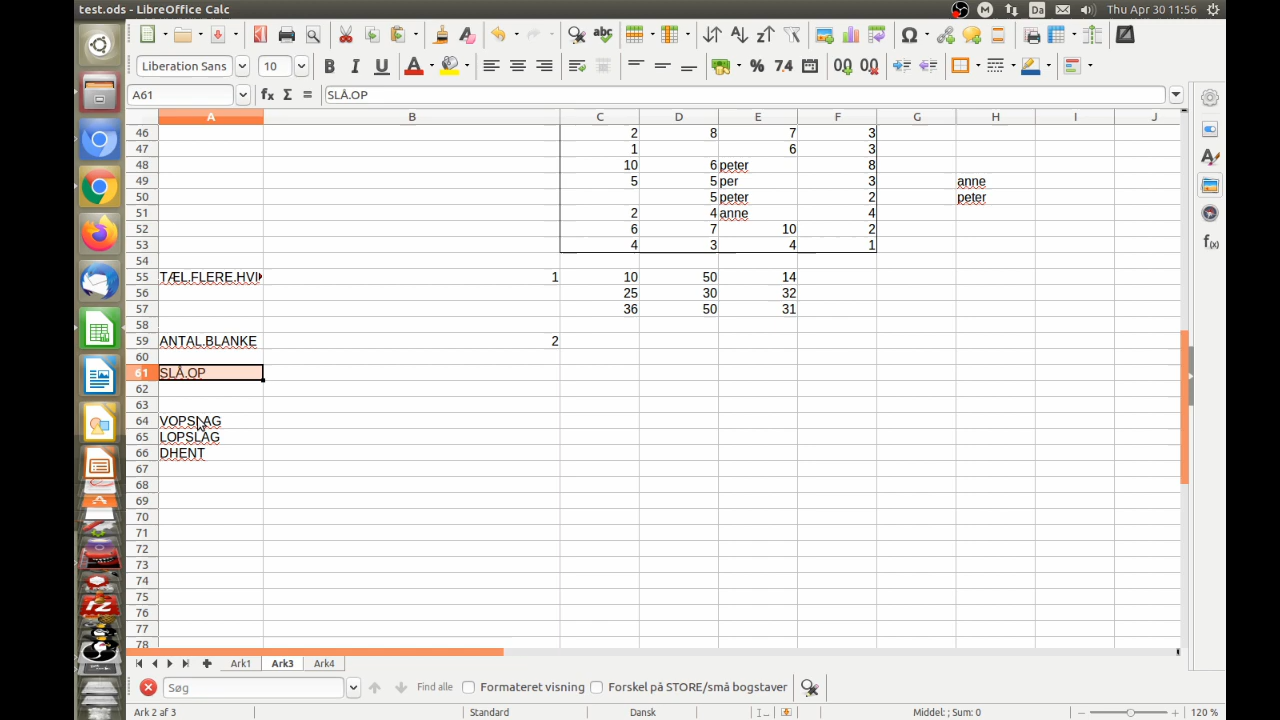 test.ods - LibreOffice Calc
Da
Thu Apr 30 11:56
abc
Liberation Sans
10
B I U
% 7.4
A61
fx Σ =
SLÅ.OP
A B C D E F G H I J
46 2 8 7 3
47 1 6 3
48 10 6 peter 8
49 5 5 per 3 anne
50 5 peter 2 peter
51 2 4 anne 4
52 6 7 10 2
53 4 3 4 1
54
55 TÆL.FLERE.HVI 1 10 50 14
56 25 30 32
57 36 50 31
58
59 ANTAL.BLANKE 2
60
61 SLÅ.OP
62
63
64 VOPSLAG
65 LOPSLAG
66 DHENT
67
68
69
70
71
72
73
74
75
76
77
78
Ark1 Ark3 Ark4
Søg
Find alle
Formateret visning
Forskel på STORE/små bogstaver
Ark 2 af 3
Standard
Dansk
Middel: ; Sum: 0
120 %